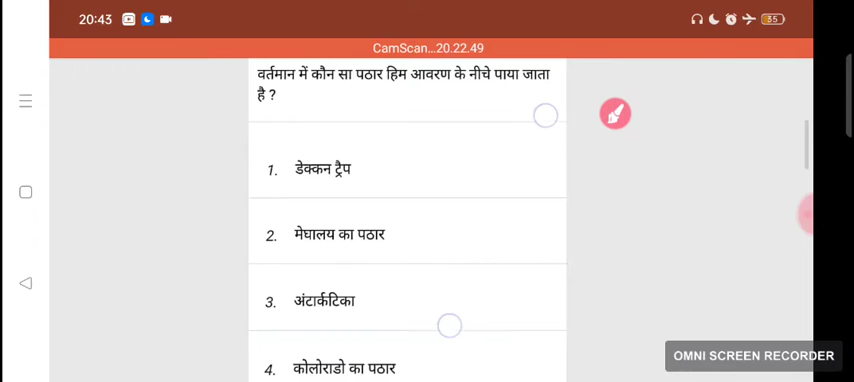 20:43
35
CamScan...20.22.49
वर्तमान में कौन सा पठार हिम आवरण के नीचे पाया जाता
है ?
1. डेक्कन ट्रैप
2. मेघालय का पठार
3. अंटार्कटिका
4. कोलोराडो का पठार
OMNI SCREEN RECORDER